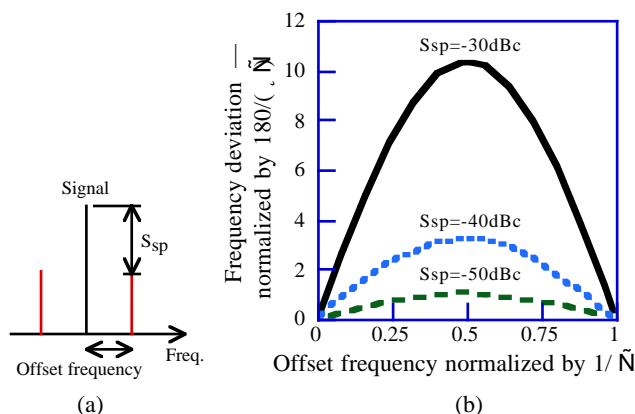 Signal
S_sp
Freq.
Offset frequency
(a)
Frequency deviation —
normalized by 180/( ˛ Ñ)
12
10
8
6
4
2
0
Ssp=-30dBc
Ssp=-40dBc
Ssp=-50dBc
0 0.25 0.5 0.75 1
Offset frequency normalized by 1/ Ñ
(b)